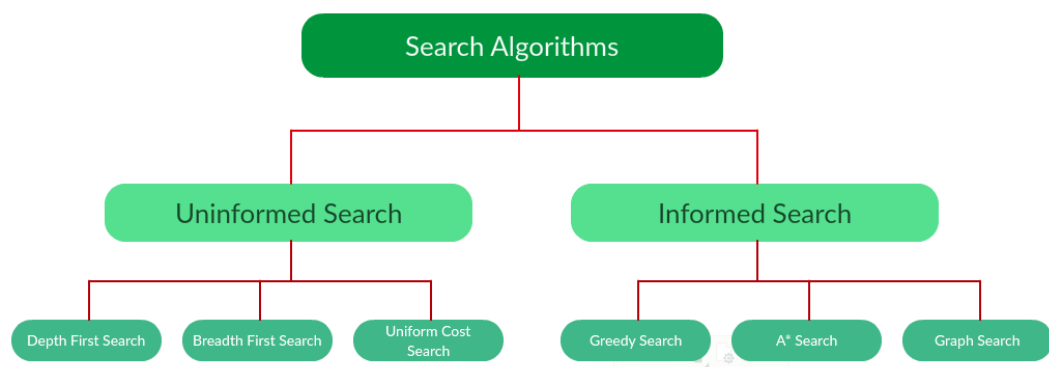 Search Algorithms
Uninformed Search
Informed Search
Depth First Search
Breadth First Search
Uniform Cost
Search
Greedy Search
A* Search
Graph Search